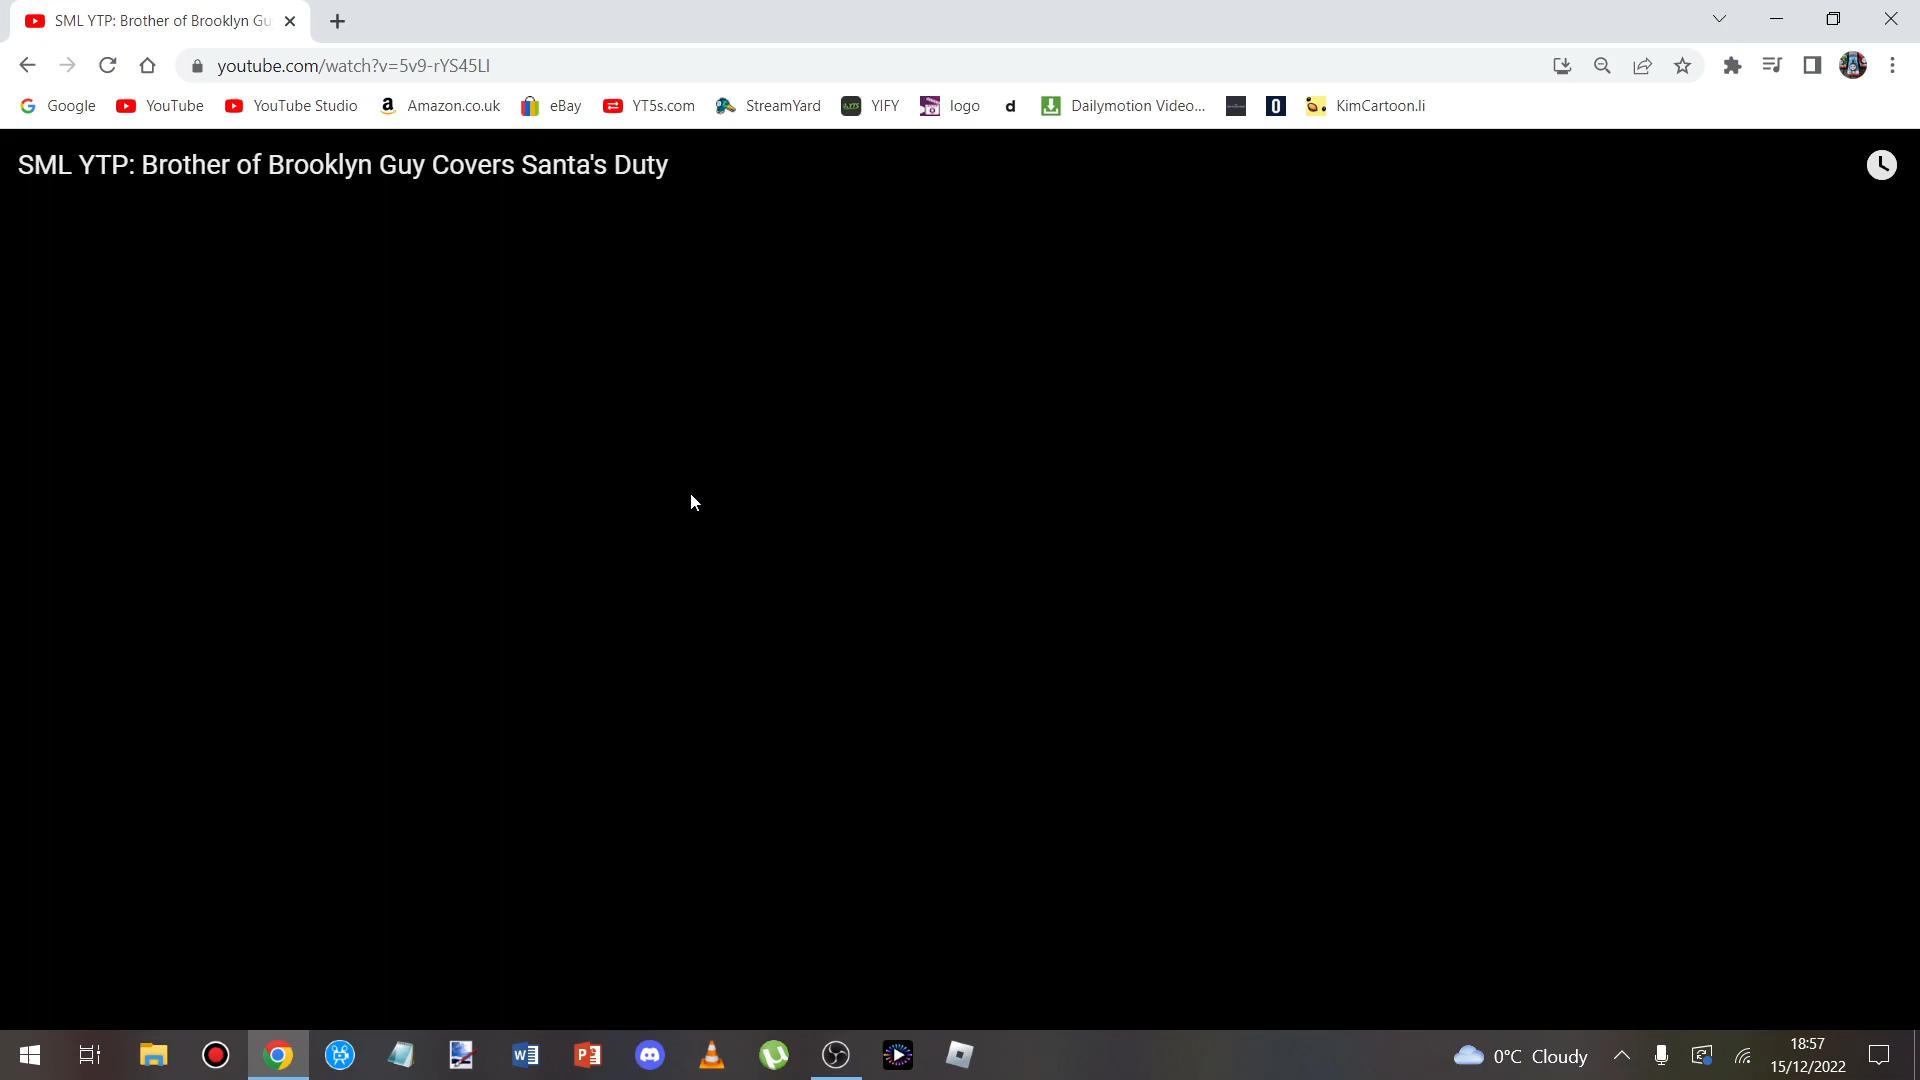 SML YTP: Brother of Brooklyn Gu
youtube.com/watch?v=5v9-rYS45LI
Google YouTube YouTube Studio Amazon.co.uk eBay YT5s.com StreamYard YIFY logo d Dailymotion Video... KimCartoon.li
SML YTP: Brother of Brooklyn Guy Covers Santa's Duty
0°C Cloudy
18:57
15/12/2022